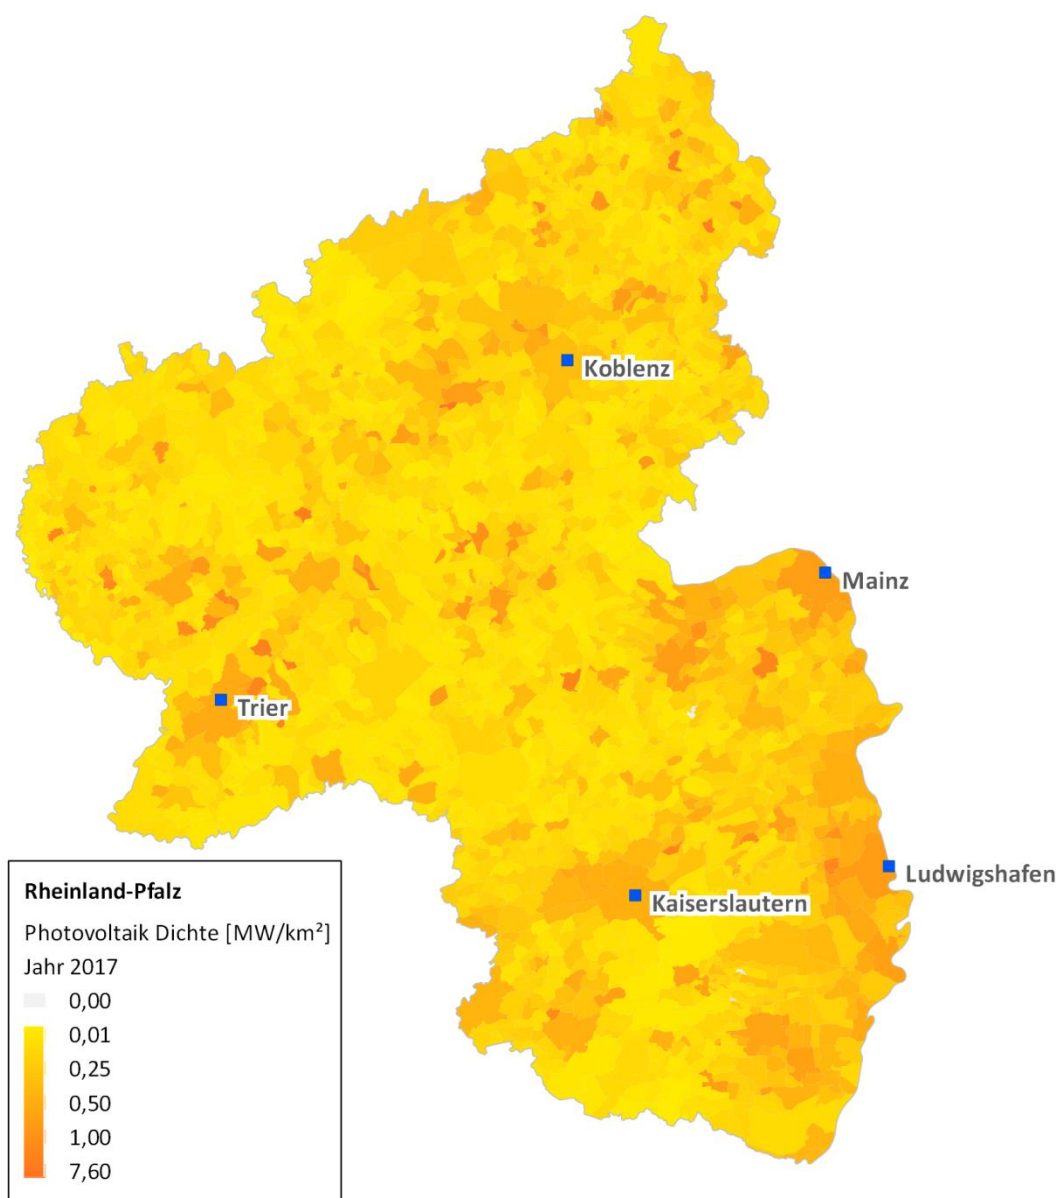 Koblenz
Mainz
Trier
Ludwigshafen
Kaiserslautern
Rheinland-Pfalz
Photovoltaik Dichte [MW/km²]
Jahr 2017
0,00
0,01
0,25
0,50
1,00
7,60